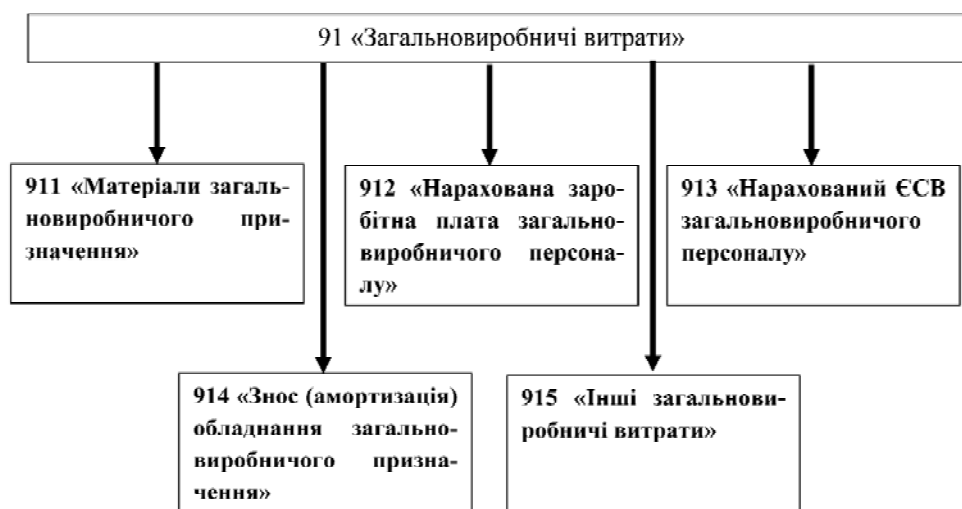 91 «Загальновиробничі витрати»
911 «Матеріали загаль-
новиробничого при-
значення»
912 «Нарахована заро-
бітна плата загально-
виробничого персона-
лу»
913 «Нарахований ЄСВ
загальновиробничого
персоналу»
914 «Знос (амортизація)
обладнання загально-
виробничого призна-
чення»
915 «Інші загальнови-
робничі витрати»